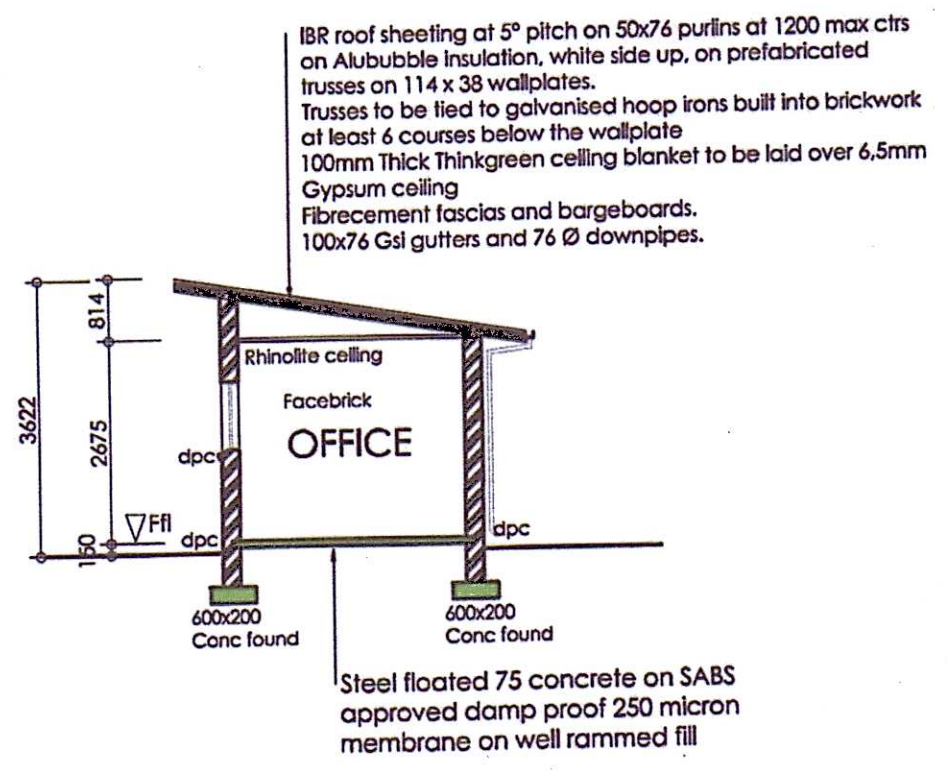 IBR roof sheeting at 5° pitch on 50x76 purlins at 1200 max ctrs
on Alububble insulation, white side up, on prefabricated
trusses on 114 x 38 wallplates.
Trusses to be tied to galvanised hoop irons built into brickwork
at least 6 courses below the wallplate
100mm Thick Thinkgreen ceiling blanket to be laid over 6,5mm
Gypsum ceiling
Fibrecement fascias and bargeboards.
100x76 Gsi gutters and 76 Ø downpipes.
814
3622
2675
150
Rhinolite ceiling
Facebrick
OFFICE
dpc
Ffl
dpc
dpc
600x200
Conc found
600x200
Conc found
Steel floated 75 concrete on SABS
approved damp proof 250 micron
membrane on well rammed fill